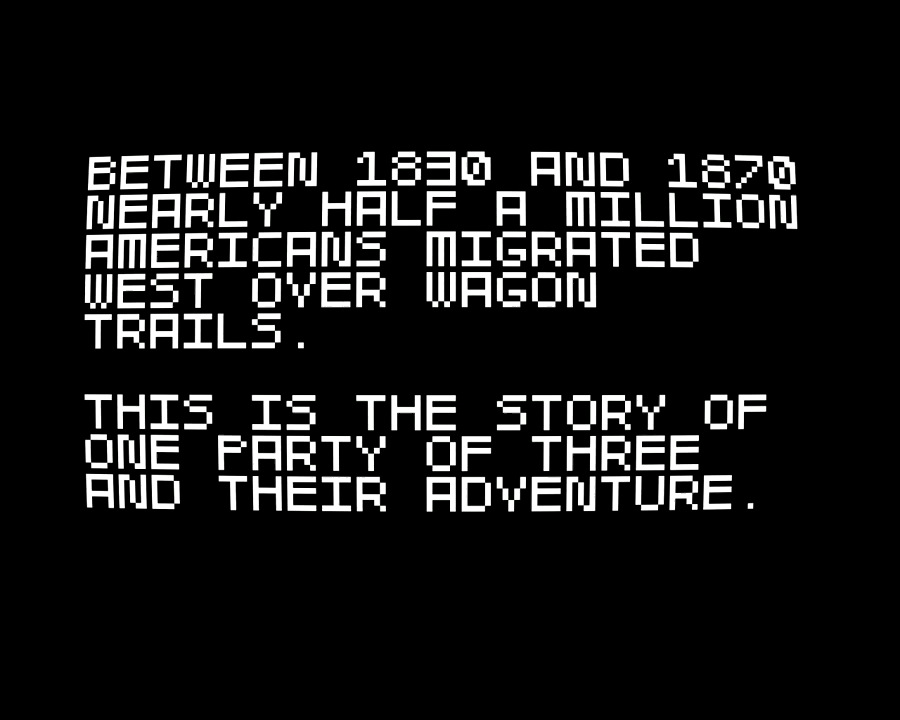 BETWEEN 1830 AND 1870
NEARLY HALF A MILLION
AMERICANS MIGRATED
WEST OVER WAGON
TRAILS.
THIS IS THE STORY OF
ONE PARTY OF THREE
AND THEIR ADVENTURE.